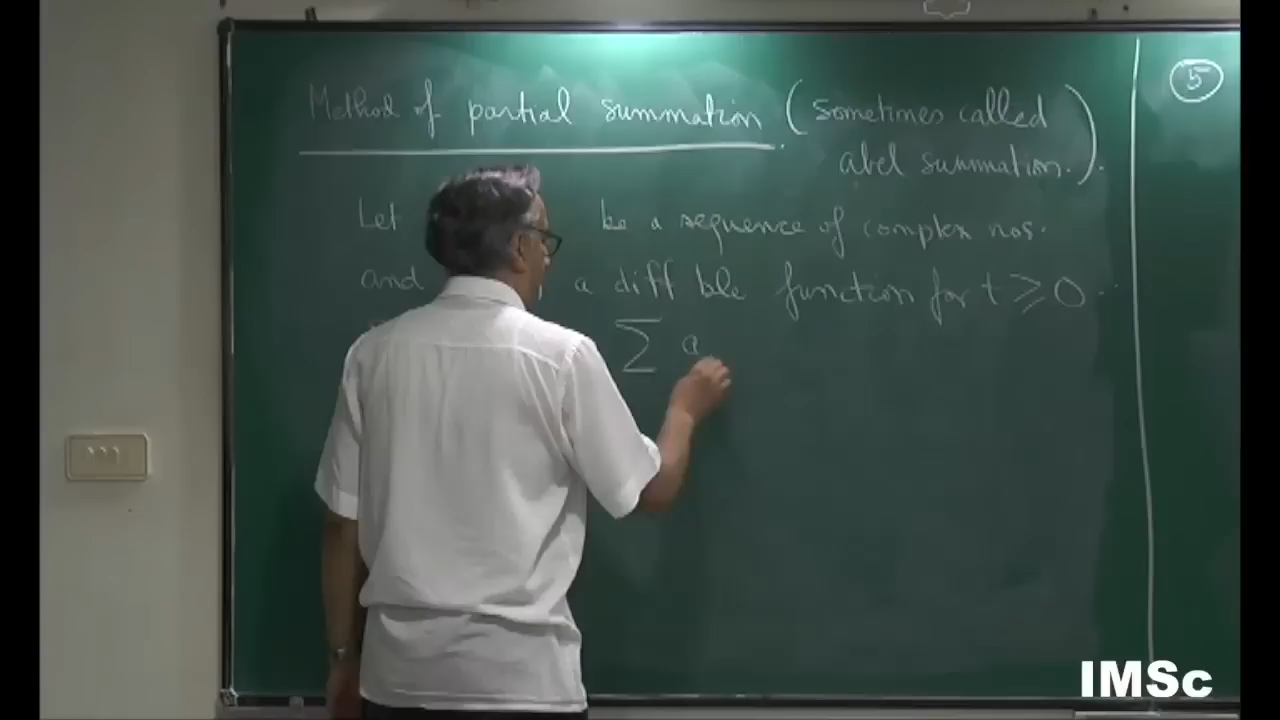 Method of partial summation. (sometimes called
abel summation.).
5
Let be a sequence of complex nos.
and a diff ble function for t ≥ 0
∑ a
IMSc